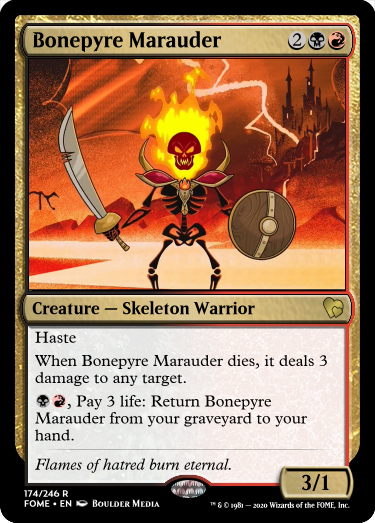 Bonepyre Marauder 2
Creature — Skeleton Warrior
Haste
When Bonepyre Marauder dies, it deals 3
damage to any target.
, Pay 3 life: Return Bonepyre
Marauder from your graveyard to your
hand.
Flames of hatred burn eternal.
3/1
174/246 R
FOME • EN Boulder Media
™ & © 1981 — 2020 Wizards of the FOME, Inc.